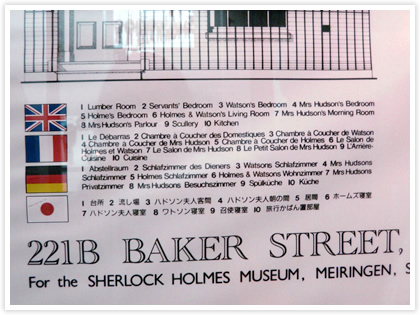 1 Lumber Room 2 Servants' Bedroom 3 Watson's Bedroom 4 Mrs Hudson's Bedroom
5 Holmes's Bedroom 6 Holmes's & Watson's Living Room 7 Mrs Hudson's Morning Room
8 Mrs Hudson's Parlour 9 Scullery 10 Kitchen
1 Le Débarras 2 Chambre à Coucher des Domestiques 3 Chambre à Coucher de Watson
4 Chambre à Coucher de Mrs Hudson 5 Chambre à Coucher de Holmes 6 Le Salon de
Holmes et Watson 7 Le Salon de Mrs Hudson 8 Le Petit Salon de Mrs Hudson 9 L'Arrière-
Cuisine 10 Cuisine
1 Abstellraum 2 Schlafzimmer des Dieners 3 Watsons Schlafzimmer 4 Mrs Hudsons
Schlafzimmer 5 Holmes Schlafzimmer 6 Holmes & Watsons Wohnzimmer 7 Mrs Hudsons
Privatzimmer 8 Mrs Hudsons Besuchszimmer 9 Spülküche 10 Küche
1 台所 2 流し場 3 ハドソン夫人客間 4 ハドソン夫人朝の間 5 居間 6 ホームズ寝室
7 ハドソン夫人寝室 8 ワトソン寝室 9 召使寝室 10 旅行かばん置部屋
221B BAKER STREET,
For the SHERLOCK HOLMES MUSEUM, MEIRINGEN, S